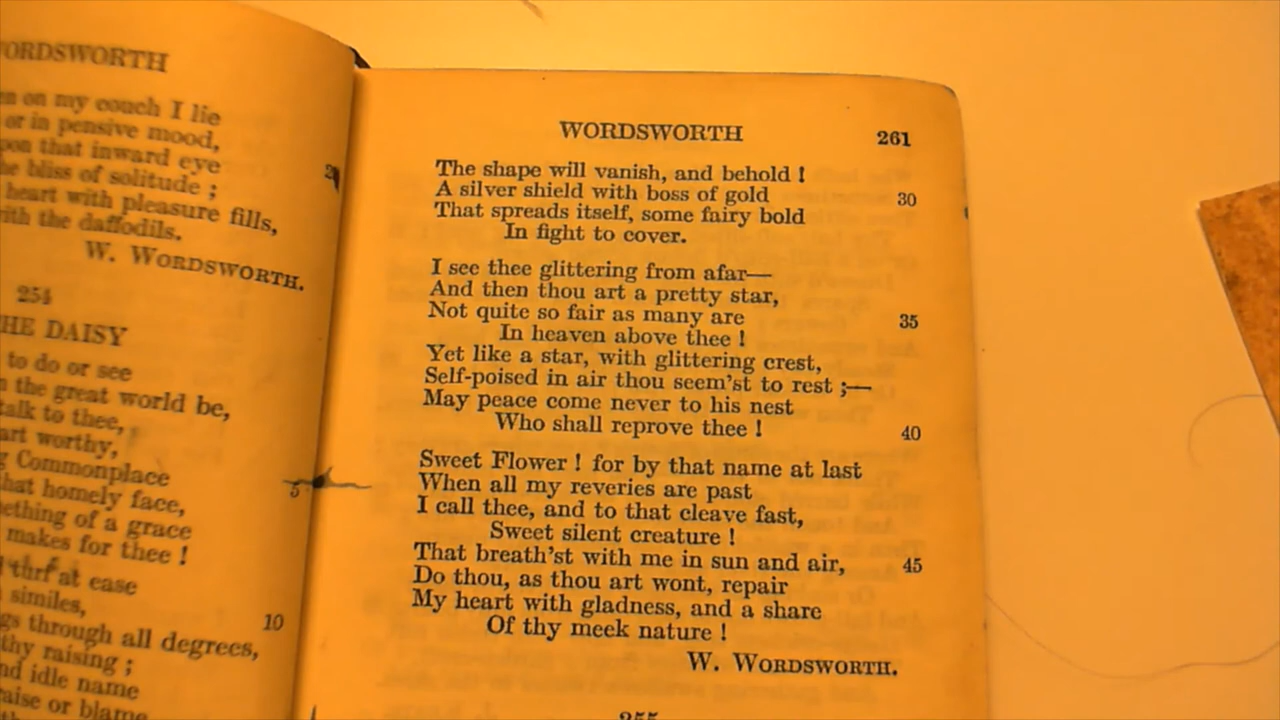 WORDSWORTH
on my couch I lie
or in pensive mood,
that inward eye
bliss of solitude ;
heart with pleasure fills,
with the daffodils.
W. WORDSWORTH.
254
THE DAISY
to do or see
the great world be,
talk to thee,
worthy,
Commonplace
that homely face,
something of a grace
makes for thee !
5
turf at ease
similes,
10
through all degrees,
thy raising ;
idle name
or blame
WORDSWORTH
261
The shape will vanish, and behold !
A silver shield with boss of gold
30
That spreads itself, some fairy bold
In fight to cover.
I see thee glittering from afar—
And then thou art a pretty star,
Not quite so fair as many are
35
In heaven above thee !
Yet like a star, with glittering crest,
Self-poised in air thou seem'st to rest ;—
May peace come never to his nest
Who shall reprove thee !
40
Sweet Flower ! for by that name at last
When all my reveries are past
I call thee, and to that cleave fast,
Sweet silent creature !
That breath'st with me in sun and air,
45
Do thou, as thou art wont, repair
My heart with gladness, and a share
Of thy meek nature !
W. WORDSWORTH.
255